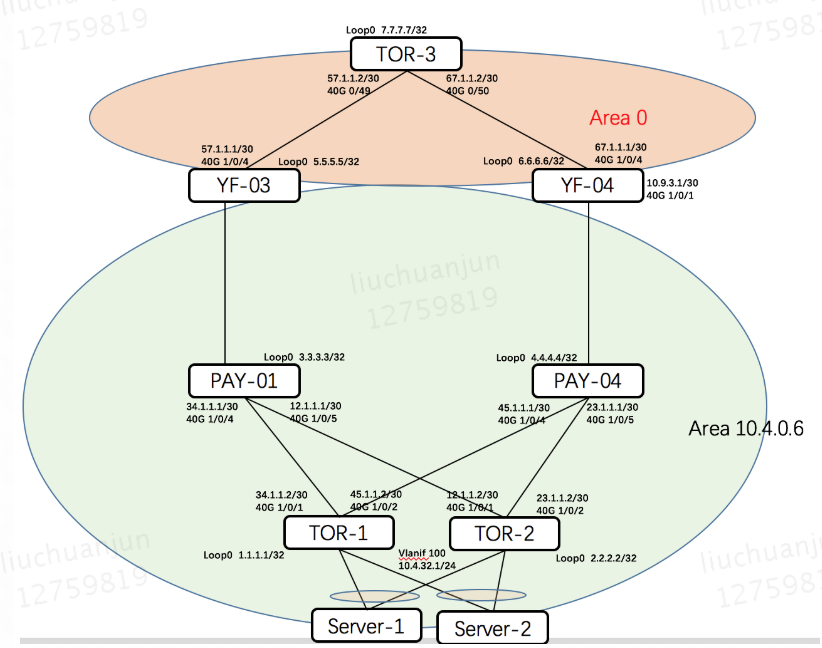 Loop0 7.7.7.7/32
TOR-3
57.1.1.2/30
40G 0/49
67.1.1.2/30
40G 0/50
Area 0
57.1.1.1/30
40G 1/0/4
Loop0 5.5.5.5/32
Loop0 6.6.6.6/32
67.1.1.1/30
40G 1/0/4
YF-03
YF-04
10.9.3.1/30
40G 1/0/1
liuchuanjun
12759819
Loop0 3.3.3.3/32
Loop0 4.4.4.4/32
PAY-01
PAY-04
34.1.1.1/30
40G 1/0/4
12.1.1.1/30
40G 1/0/5
45.1.1.1/30
40G 1/0/4
23.1.1.1/30
40G 1/0/5
Area 10.4.0.6
34.1.1.2/30
40G 1/0/1
45.1.1.2/30
40G 1/0/2
12.1.1.2/30
40G 1/0/1
23.1.1.2/30
40G 1/0/2
TOR-1
TOR-2
Loop0 1.1.1.1/32
Vlanif 100
10.4.32.1/24
Loop0 2.2.2.2/32
liuchuanjun
12759819
Server-1
Server-2